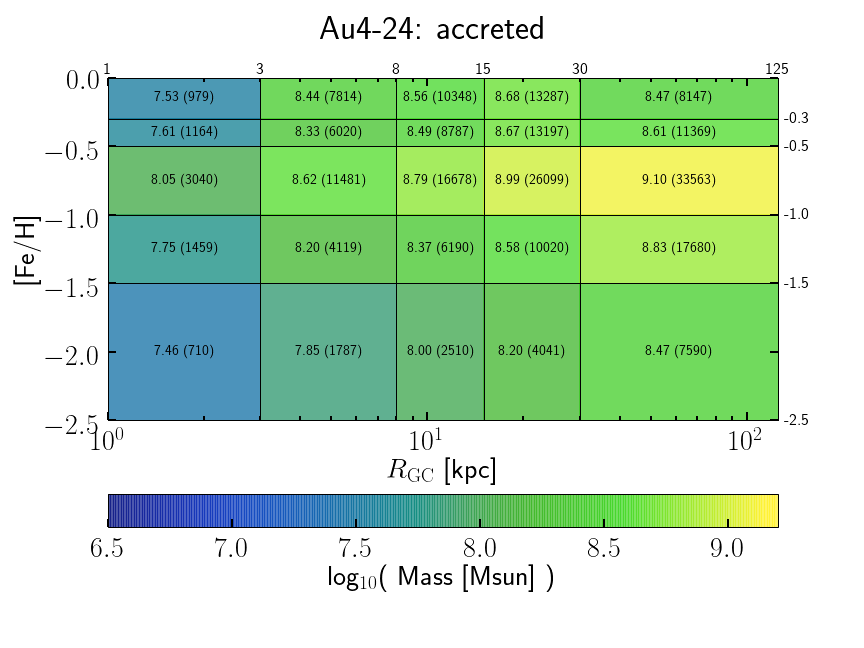 Au4-24: accreted
1 3 8 15 30 125
0.0
7.53 (979) 8.44 (7814) 8.56 (10348) 8.68 (13287) 8.47 (8147)
-0.3
7.61 (1164) 8.33 (6020) 8.49 (8787) 8.67 (13197) 8.61 (11369)
−0.5 -0.5
8.05 (3040) 8.62 (11481) 8.79 (16678) 8.99 (26099) 9.10 (33563)
−1.0 -1.0
[Fe/H]
7.75 (1459) 8.20 (4119) 8.37 (6190) 8.58 (10020) 8.83 (17680)
−1.5 -1.5
7.46 (710) 7.85 (1787) 8.00 (2510) 8.20 (4041) 8.47 (7590)
−2.0
−2.5 -2.5
10⁰ 10¹ 10²
R_GC [kpc]
6.5 7.0 7.5 8.0 8.5 9.0
log₁₀( Mass [Msun] )